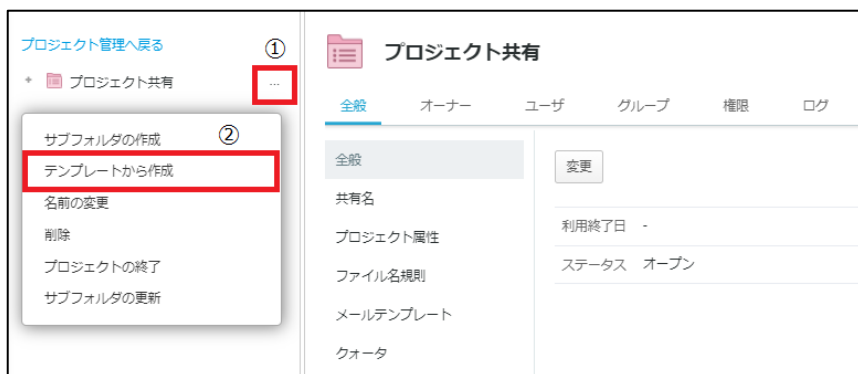 プロジェクト管理へ戻る
①
プロジェクト共有
...
②
サブフォルダの作成
テンプレートから作成
名前の変更
削除
プロジェクトの終了
サブフォルダの更新
プロジェクト共有
全般 オーナー ユーザ グループ 権限 ログ
全般
共有名
プロジェクト属性
ファイル名規則
メールテンプレート
クォータ
変更
利用終了日 -
ステータス オープン